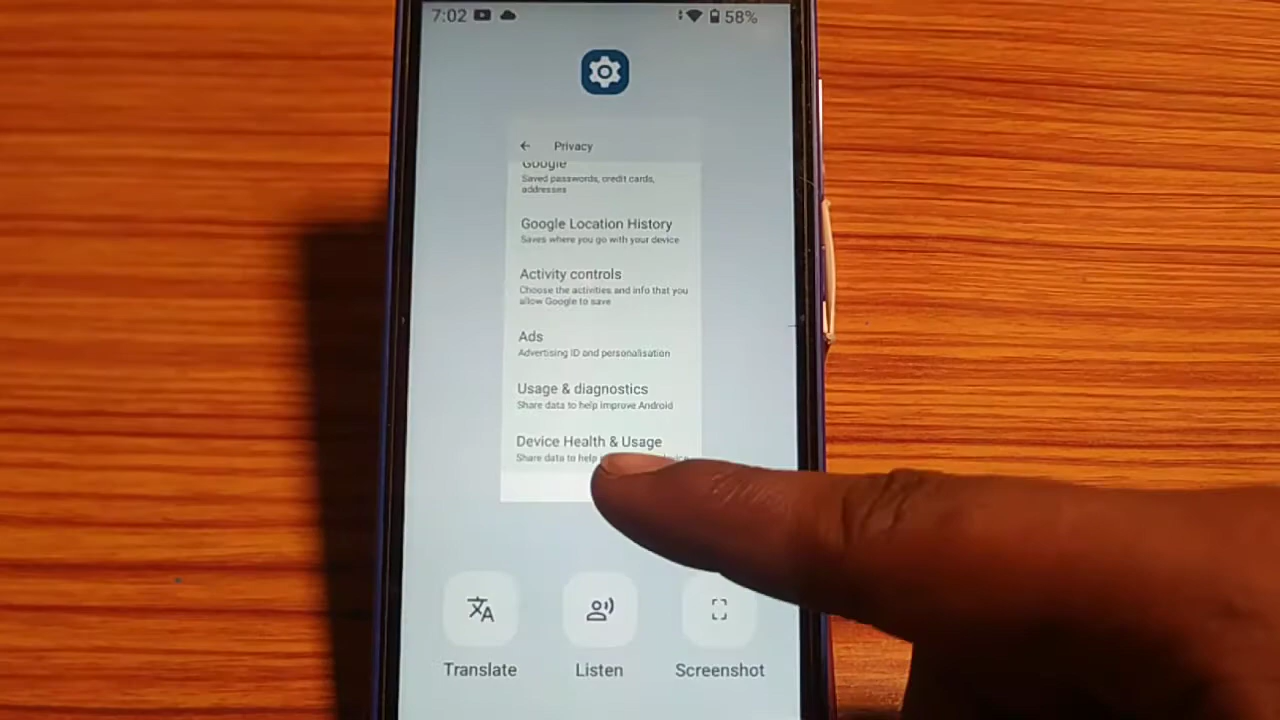 7:02
58%
Privacy
Google
Saved passwords, credit cards,
addresses
Google Location History
Saves where you go with your device
Activity controls
Choose the activities and info that you
allow Google to save
Ads
Advertising ID and personalisation
Usage & diagnostics
Share data to help improve Android
Device Health & Usage
Share data to help
Translate
Listen
Screenshot